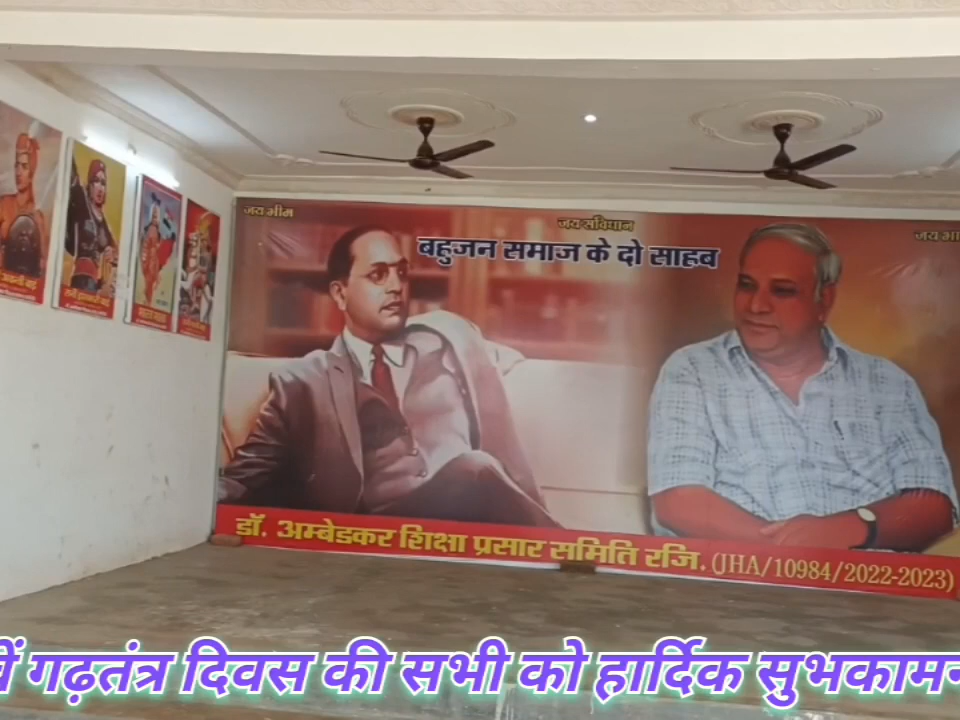 जय भीम
जय संविधान
जय भा
बहुजन समाज के दो साहब
डॉ. अम्बेडकर शिक्षा प्रसार समिति रजि. (JHA/10984/2022-2023)
वें गढ़तंत्र दिवस की सभी को हार्दिक सुभकामन